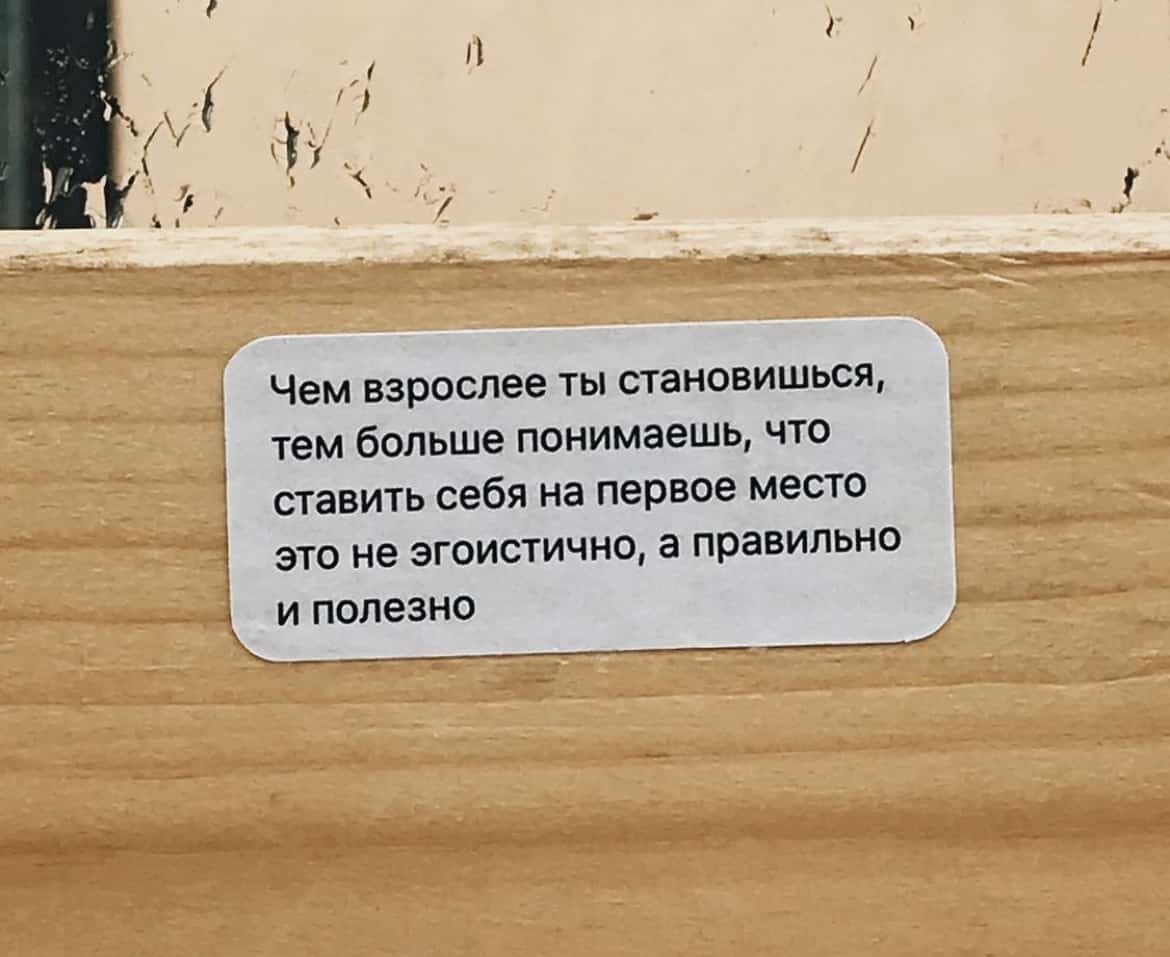 Чем взрослее ты становишься,
тем больше понимаешь, что
ставить себя на первое место
это не эгоистично, а правильно
и полезно